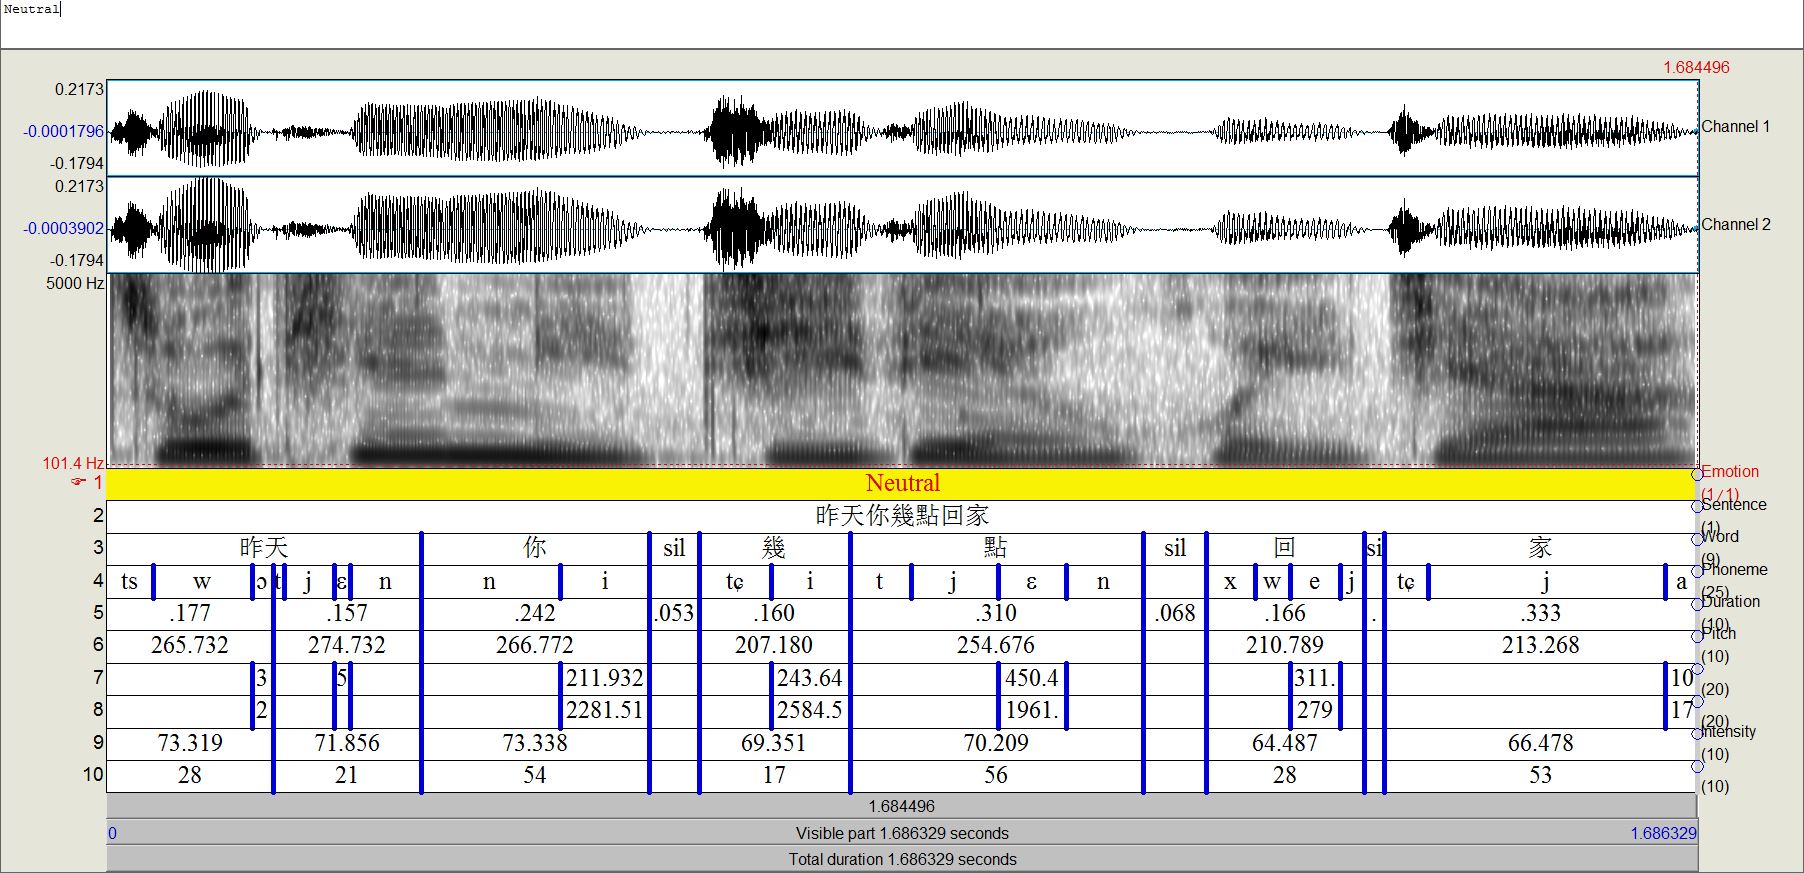 Neutral
1.684496
0.2173
-0.0001796
-0.1794
Channel 1
0.2173
-0.0003902
-0.1794
Channel 2
5000 Hz
101.4 Hz
☞ 1 Neutral Emotion (1/1)
2 昨天你幾點回家 Sentence (1)
3 昨天 你 sil 幾 點 sil 回 si 家 Word (9)
4 ts w ɔ t j ɛ n n i tɕ i t j ɛ n x w e j tɕ j a Phoneme (25)
5 .177 .157 .242 .053 .160 .310 .068 .166 . .333 Duration (10)
6 265.732 274.732 266.772 207.180 254.676 210.789 213.268 Pitch (10)
7 3 5 211.932 243.64 450.4 311. 10 (20)
8 2 2281.51 2584.5 1961. 279 17 (20)
9 73.319 71.856 73.338 69.351 70.209 64.487 66.478 Intensity (10)
10 28 21 54 17 56 28 53 (10)
1.684496
0 Visible part 1.686329 seconds 1.686329
Total duration 1.686329 seconds